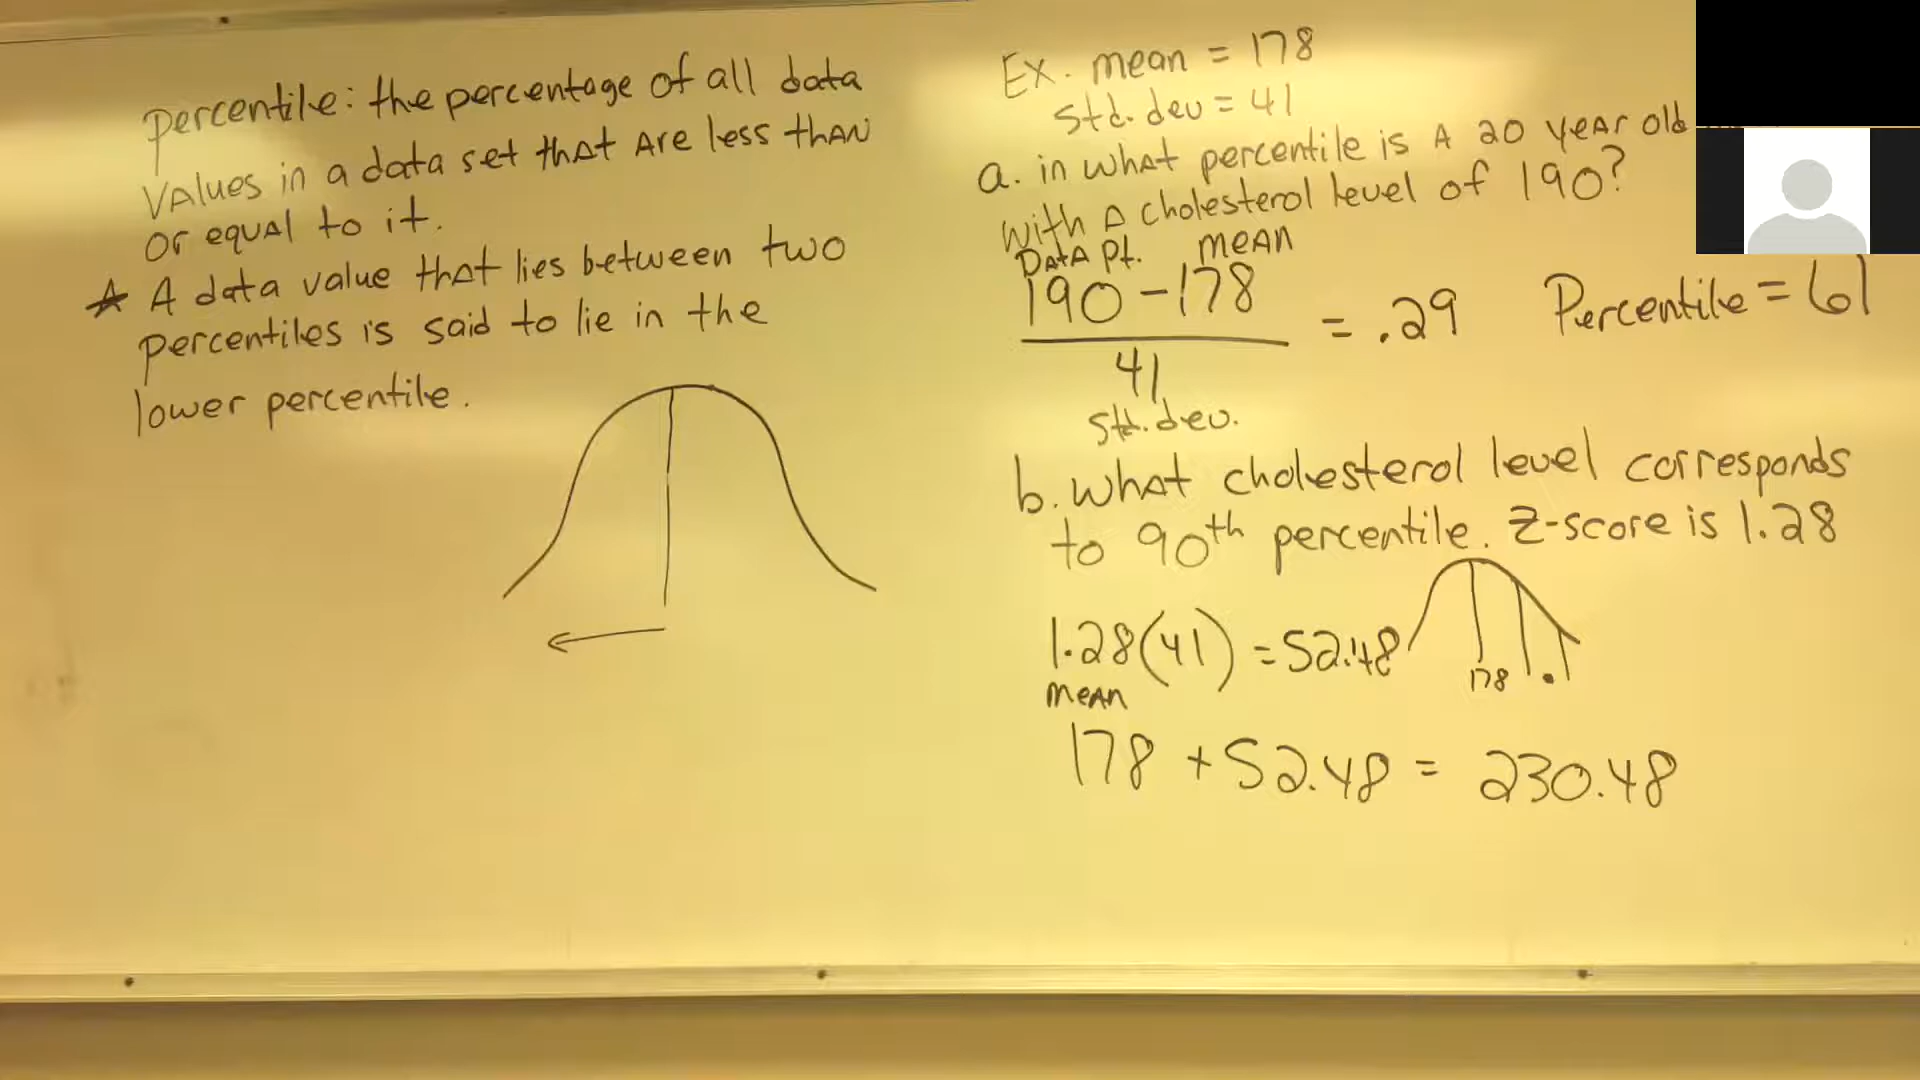 Percentile: the percentage of all data
values in a data set that are less than
or equal to it.
A data value that lies between two
percentiles is said to lie in the
lower percentile.
Ex. mean = 178
std. dev = 41
a. in what percentile is A 20 year old
with a cholesterol level of 190?
Data Pt. mean
190 - 178
= .29 Percentile = 61
41
std. dev.
b. what cholesterol level corresponds
to 90th percentile. Z-score is 1.28
1.28(41) = 52.48
178
mean
178 + 52.48 = 230.48